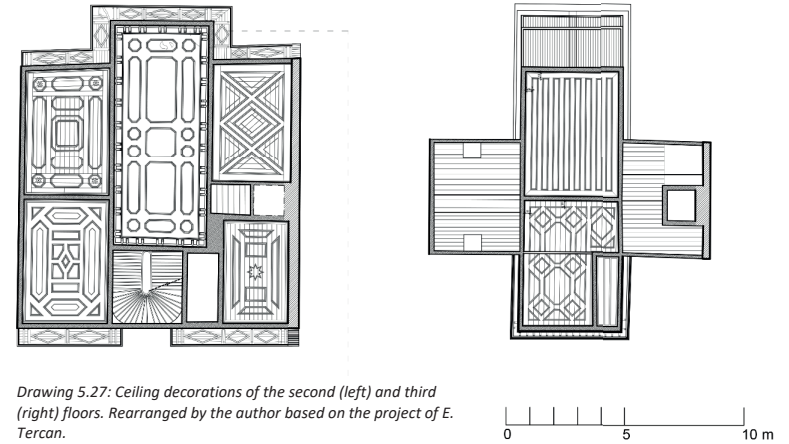 Drawing 5.27: Ceiling decorations of the second (left) and third
(right) floors. Rearranged by the author based on the project of E.
Tercan.
0 5 10 m